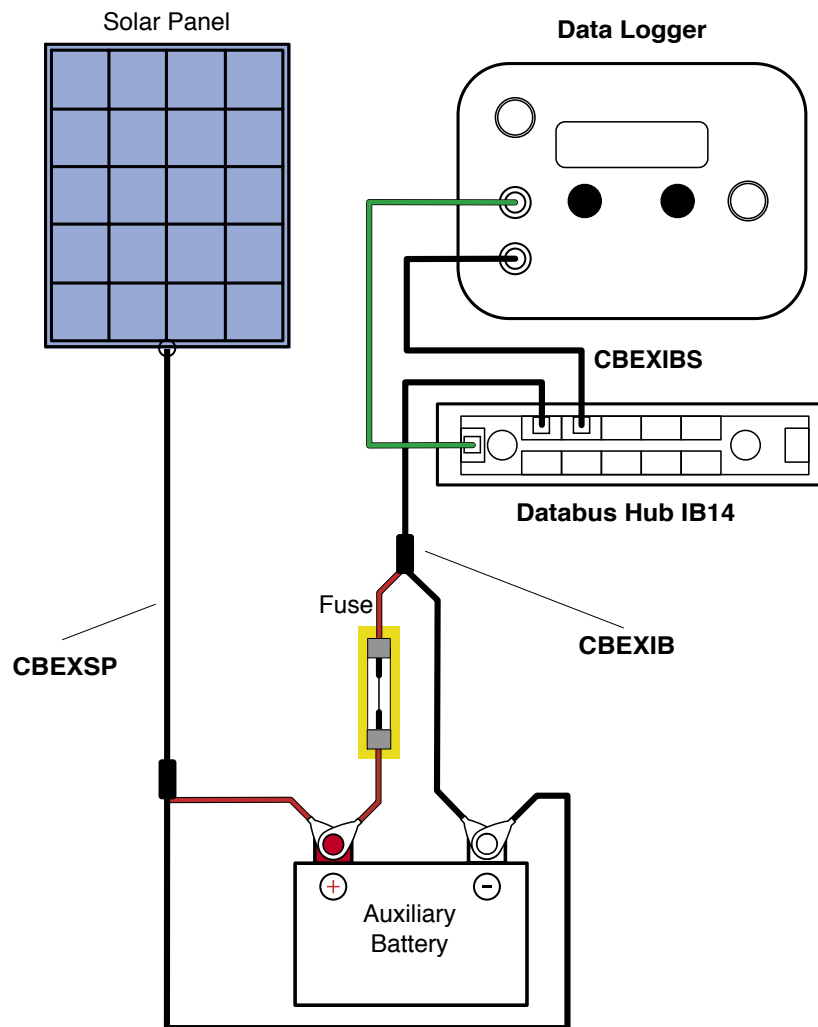 Solar Panel
Data Logger
CBEXIBS
Databus Hub IB14
Fuse
CBEXIB
CBEXSP
+
-
Auxiliary
Battery